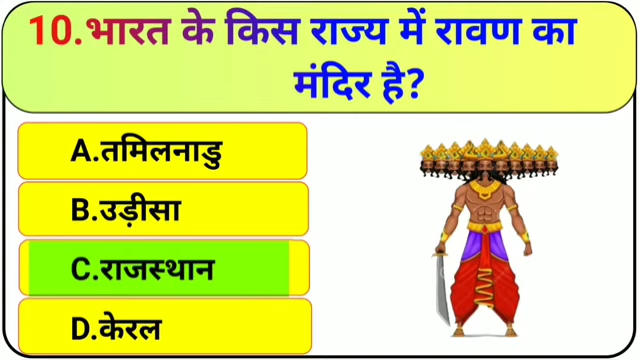 10.भारत के किस राज्य में रावण का
मंदिर है?
A.तमिलनाडु
B.उड़ीसा
C.राजस्थान
D.केरल